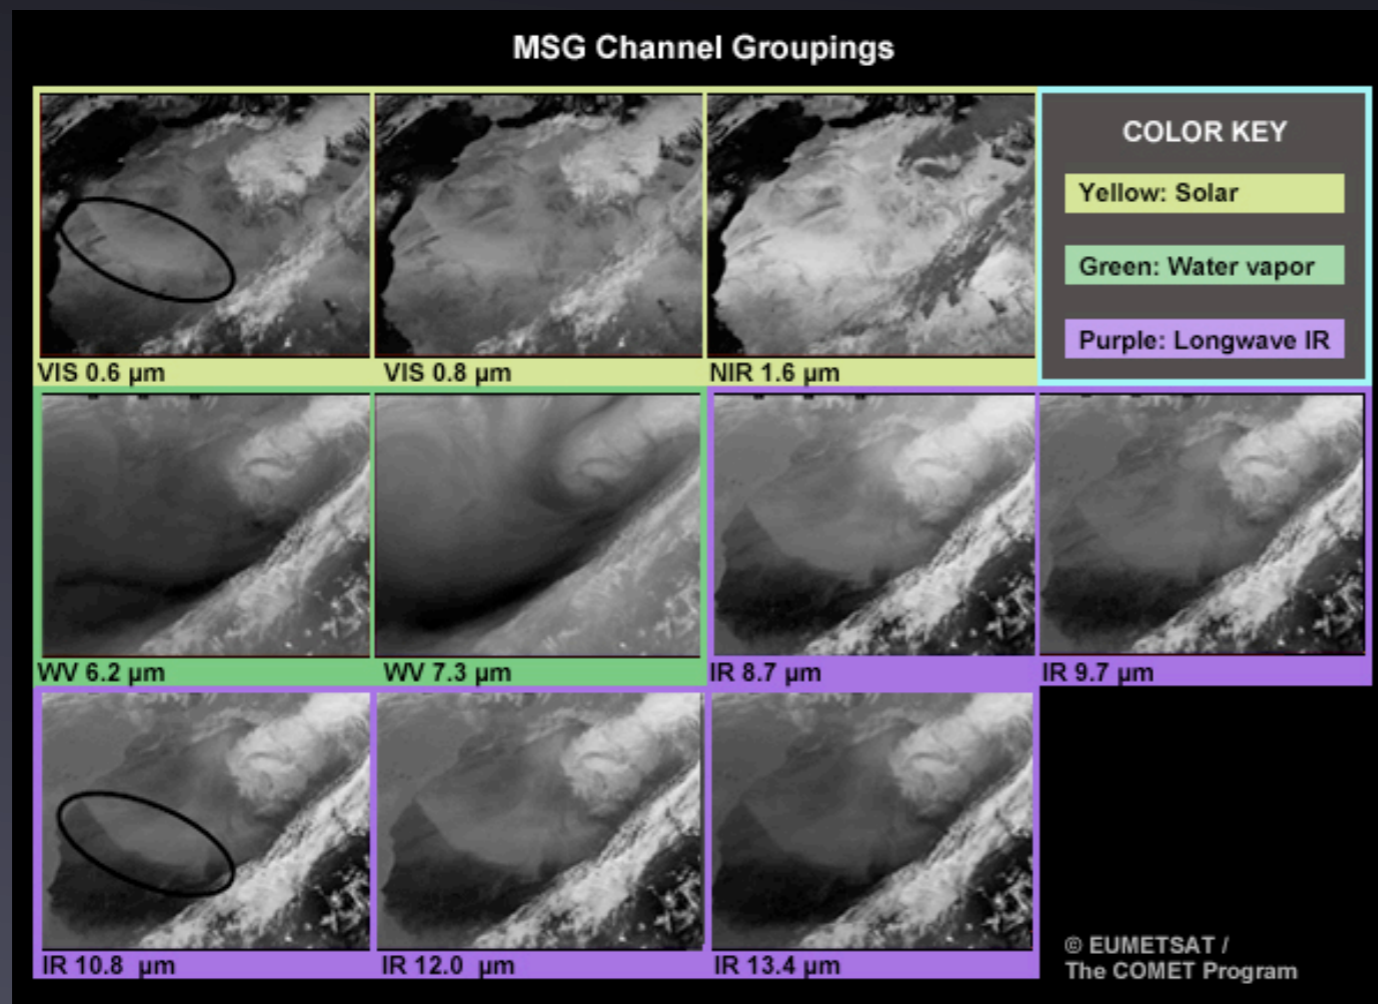 MSG Channel Groupings
COLOR KEY
Yellow: Solar
Green: Water vapor
Purple: Longwave IR
VIS 0.6 µm
VIS 0.8 µm
NIR 1.6 µm
WV 6.2 µm
WV 7.3 µm
IR 8.7 µm
IR 9.7 µm
IR 10.8 µm
IR 12.0 µm
IR 13.4 µm
© EUMETSAT /
The COMET Program